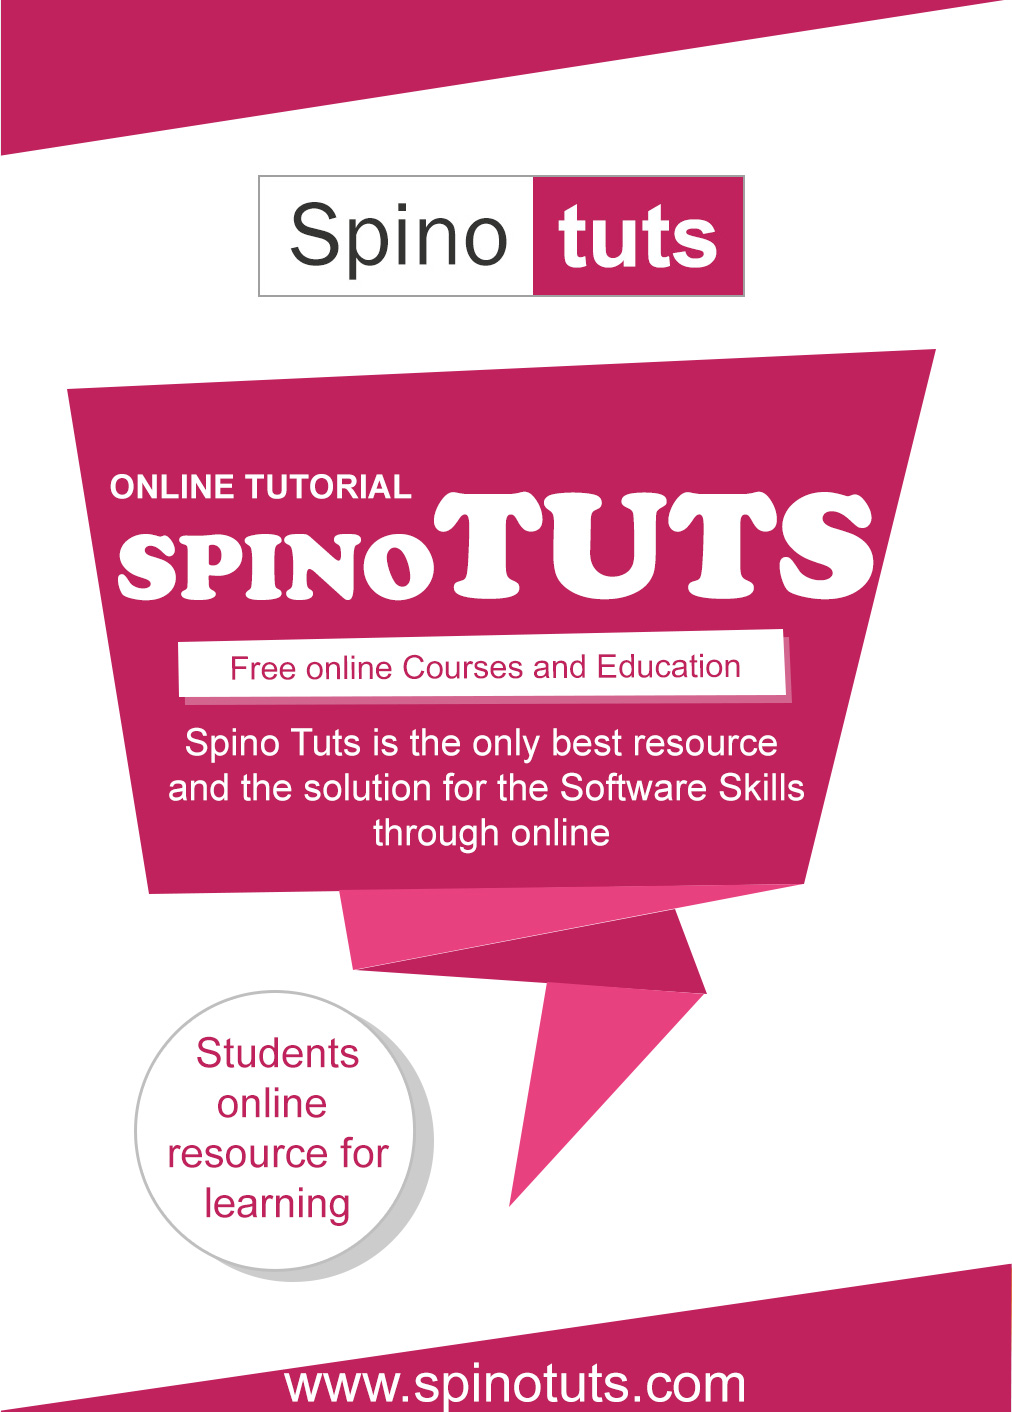 Spino tuts
ONLINE TUTORIAL
SPINOTUTS
Free online Courses and Education
Spino Tuts is the only best resource
and the solution for the Software Skills
through online
Students
online
resource for
learning
www.spinotuts.com